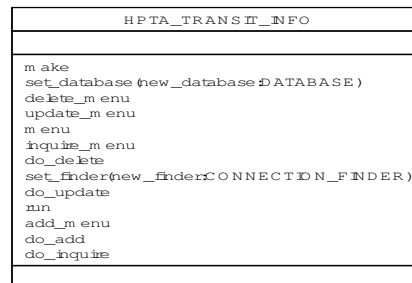 HPTA_TRANSIT_INFO
make
set_database(new_database:DATABASE)
delete_menu
update_menu
menu
inquire_menu
do_delete
set_finder(new_finder:CONNECTION_FINDER)
do_update
run
add_menu
do_add
do_inquire